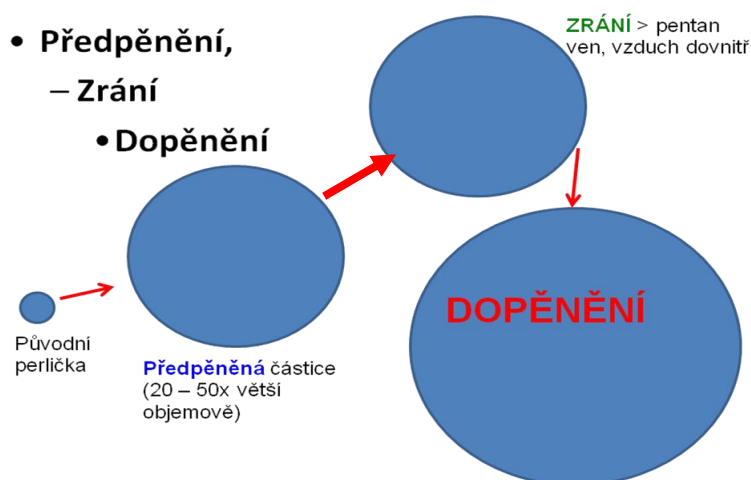 • Předpěnění,
– Zrání
• Dopěnění
ZRÁNÍ > pentan
ven, vzduch dovnitř
Původní
perlička
Předpěněná částice
(20 – 50x větší
objemově)
DOPĚNĚNÍ